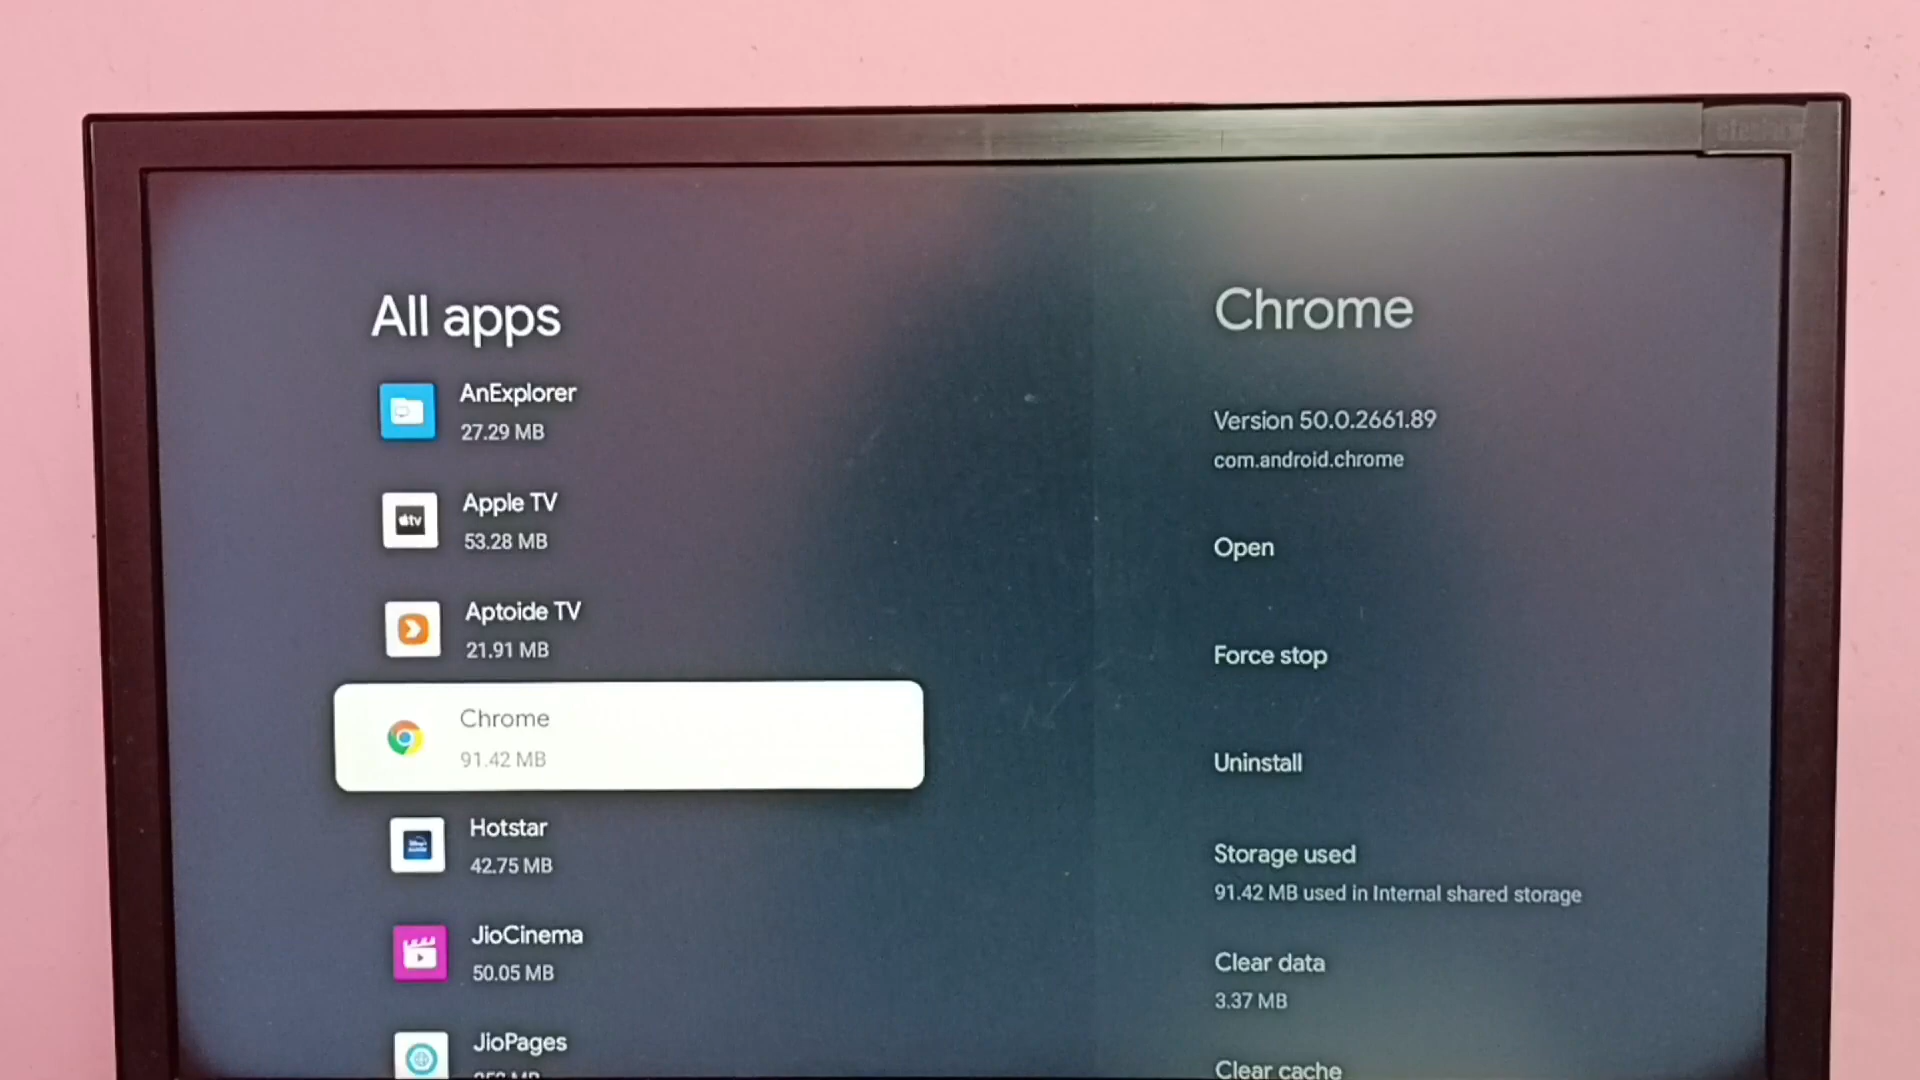 All apps
AnExplorer
27.29 MB
Apple TV
53.28 MB
Aptoide TV
21.91 MB
Chrome
91.42 MB
Hotstar
42.75 MB
JioCinema
50.05 MB
JioPages
Chrome
Version 50.0.2661.89
com.android.chrome
Open
Force stop
Uninstall
Storage used
91.42 MB used in Internal shared storage
Clear data
3.37 MB
Clear cache